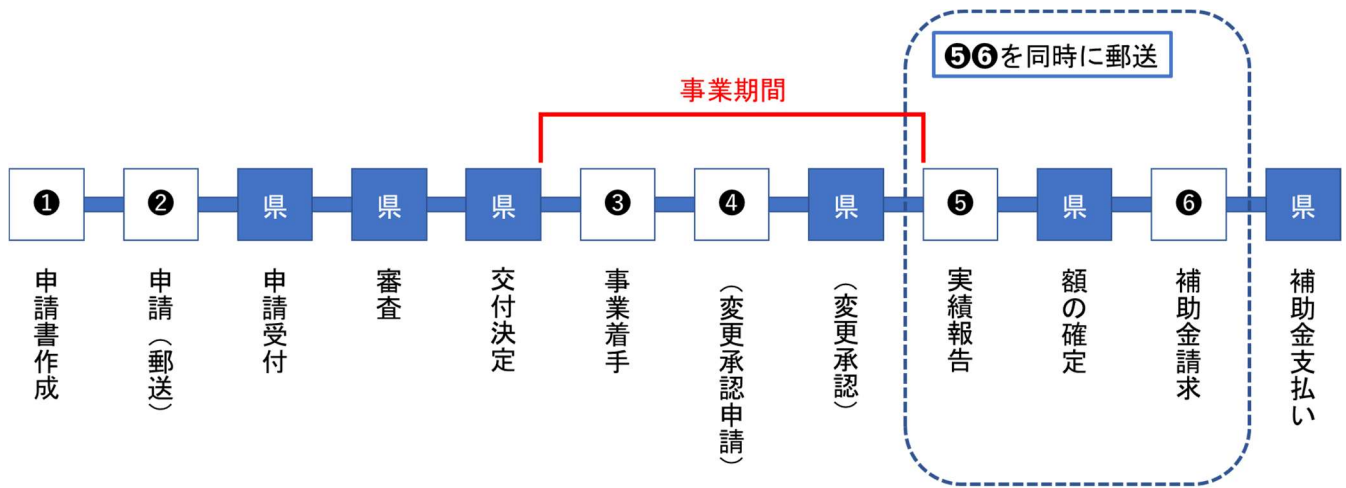 ❺❻を同時に郵送
事業期間
❶
❷
県
県
県
❸
❹
県
❺
県
❻
県
申請書作成
申請（郵送）
申請受付
審査
交付決定
事業着手
（変更承認申請）
（変更承認）
実績報告
額の確定
補助金請求
補助金支払い